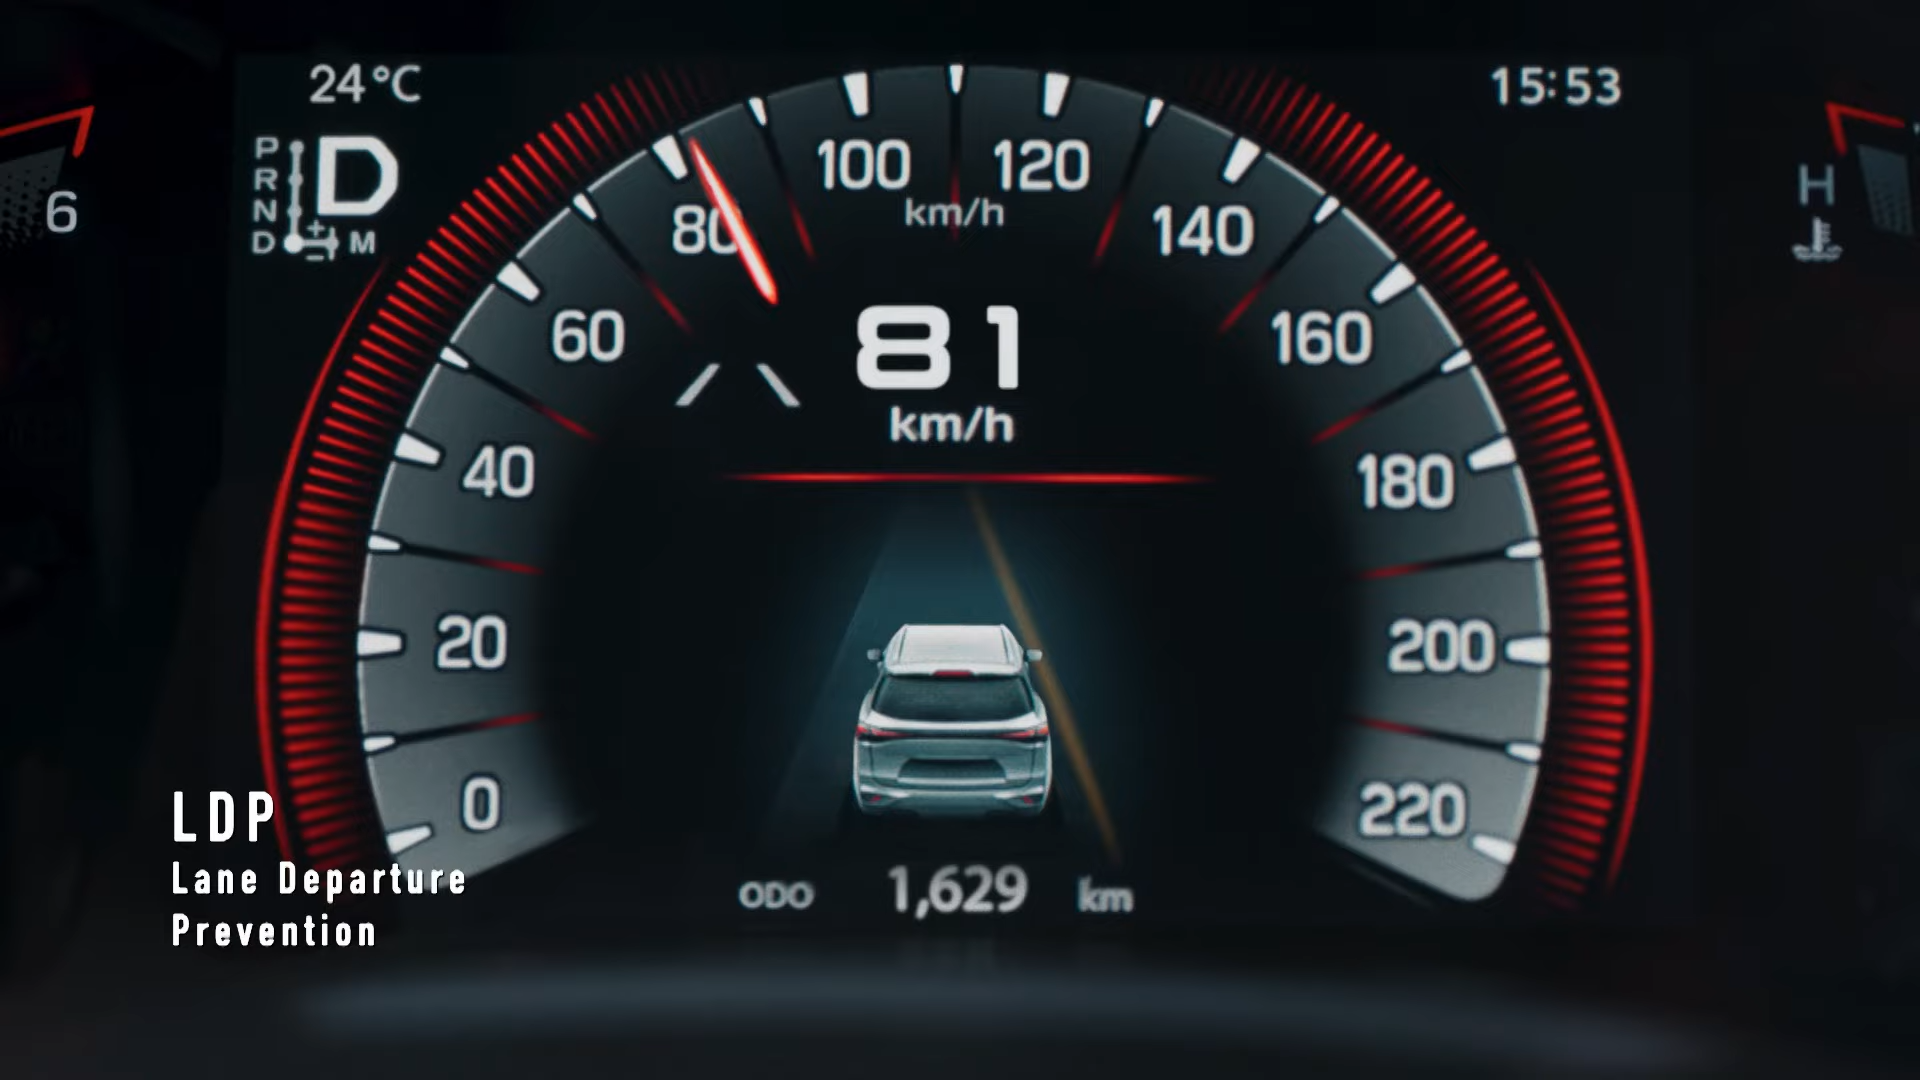 24°C
15:53
P
R
N
D
M
+
−
D
6
H
0
20
40
60
80
100
120
140
160
180
200
220
km/h
81
km/h
ODO 1,629 km
LDP
Lane Departure
Prevention